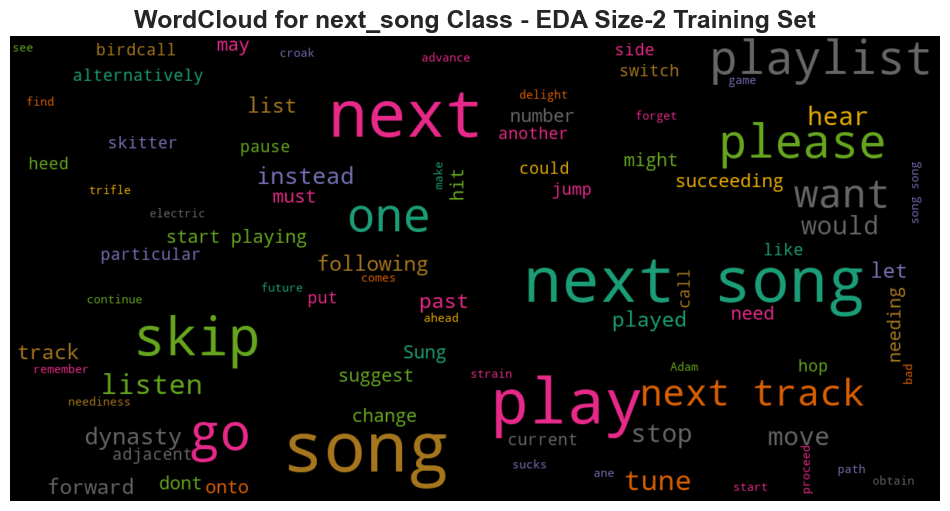 WordCloud for next_song Class - EDA Size-2 Training Set
see
birdcall
may
croak
advance
side
playlist
alternatively
switch
game
find
list
next
delight
number
another
forget
hear
please
skitter
pause
heed
instead
make
hit
could
might
succeeding
want
song song
trifle
must
jump
electric
one
would
start playing
particular
following
comes
like
let
next song
call
future
put
past
ahead
played
need
needing
continue
skip
track
remember
Sung
suggest
strain
Adam
hop
bad
listen
neediness
change
play
next track
dynasty
adjacent
go
song
current
stop
move
sucks
ane
tune
start
proceed
path
obtain
forward
dont
onto